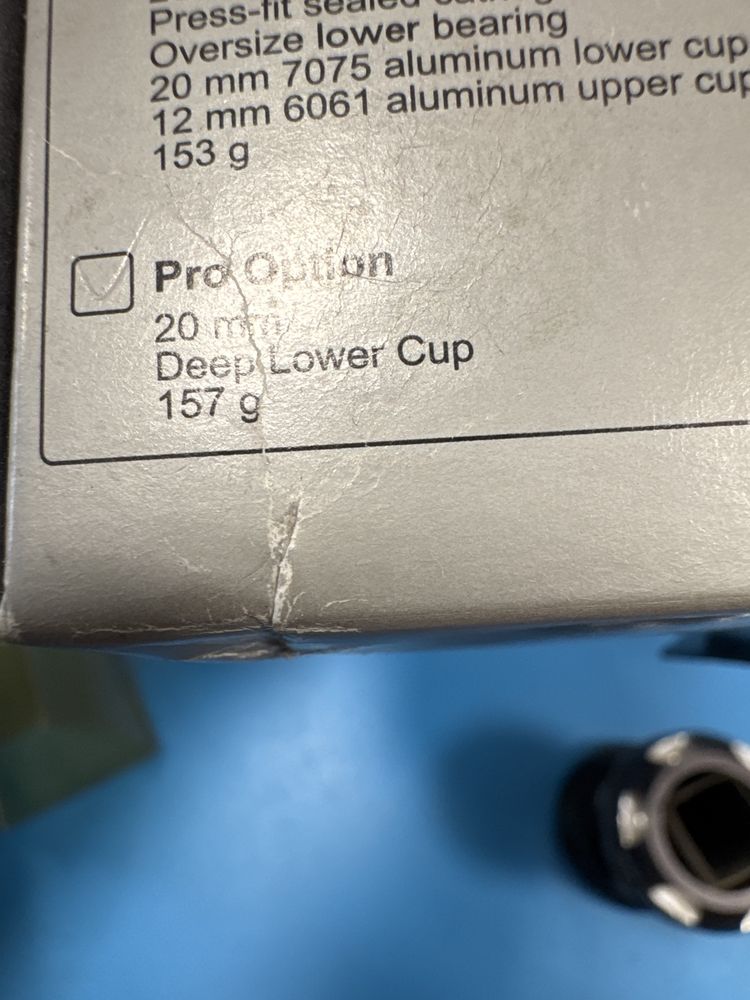 Press-fit sealed
Oversize lower bearing
20 mm 7075 aluminum lower cup
12 mm 6061 aluminum upper cup
153 g
Pro Option
20 mm
Deep Lower Cup
157 g